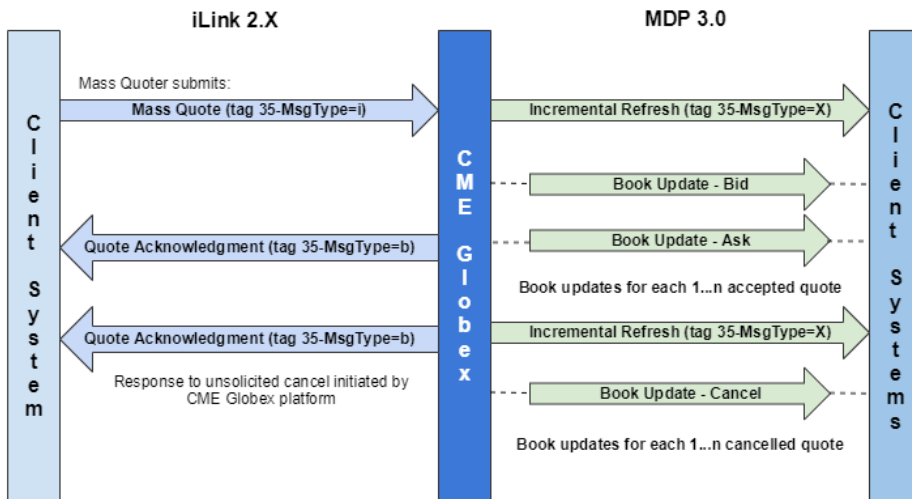 iLink 2.X
MDP 3.0
Client System
CME Globex
Client Systems
Mass Quoter submits:
Mass Quote (tag 35-MsgType=i)
Incremental Refresh (tag 35-MsgType=X)
Book Update - Bid
Quote Acknowledgment (tag 35-MsgType=b)
Book Update - Ask
Book updates for each 1...n accepted quote
Quote Acknowledgment (tag 35-MsgType=b)
Incremental Refresh (tag 35-MsgType=X)
Response to unsolicited cancel initiated by
CME Globex platform
Book Update - Cancel
Book updates for each 1...n cancelled quote